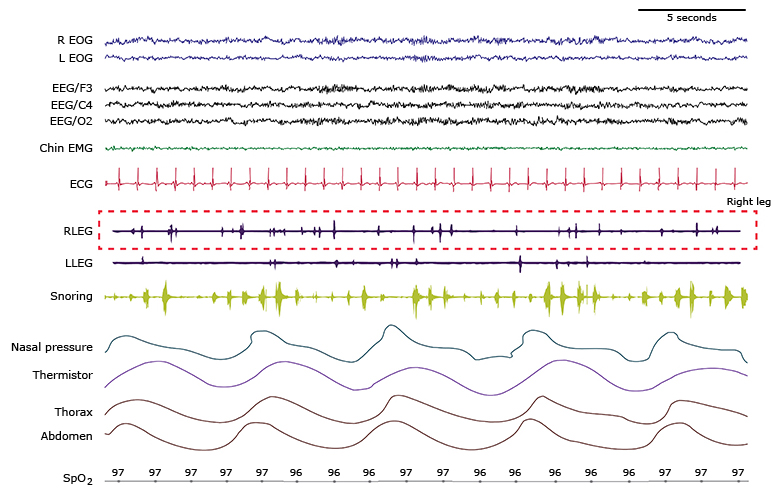 5 seconds
R EOG
L EOG
EEG/F3
EEG/C4
EEG/O2
Chin EMG
ECG
Right leg
RLEG
LLEG
Snoring
Nasal pressure
Thermistor
Thorax
Abdomen
97 97 97 97 97 96 96 96 97 97 96 96 96 96 97 97 97
SpO2